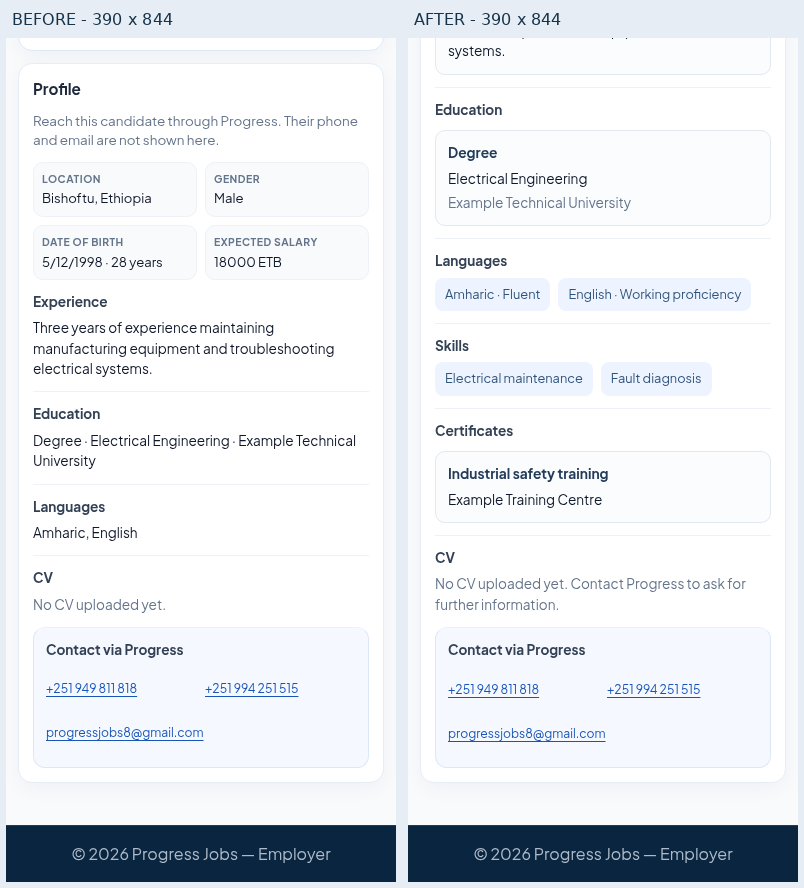 BEFORE - 390 x 844
Profile
Reach this candidate through Progress. Their phone
and email are not shown here.
LOCATION
Bishoftu, Ethiopia
GENDER
Male
DATE OF BIRTH
5/12/1998 · 28 years
EXPECTED SALARY
18000 ETB
Experience
Three years of experience maintaining
manufacturing equipment and troubleshooting
electrical systems.
Education
Degree · Electrical Engineering · Example Technical
University
Languages
Amharic, English
CV
No CV uploaded yet.
Contact via Progress
+251 949 811 818
+251 994 251 515
progressjobs8@gmail.com
© 2026 Progress Jobs — Employer
AFTER - 390 x 844
systems.
Education
Degree
Electrical Engineering
Example Technical University
Languages
Amharic · Fluent
English · Working proficiency
Skills
Electrical maintenance
Fault diagnosis
Certificates
Industrial safety training
Example Training Centre
CV
No CV uploaded yet. Contact Progress to ask for
further information.
Contact via Progress
+251 949 811 818
+251 994 251 515
progressjobs8@gmail.com
© 2026 Progress Jobs — Employer